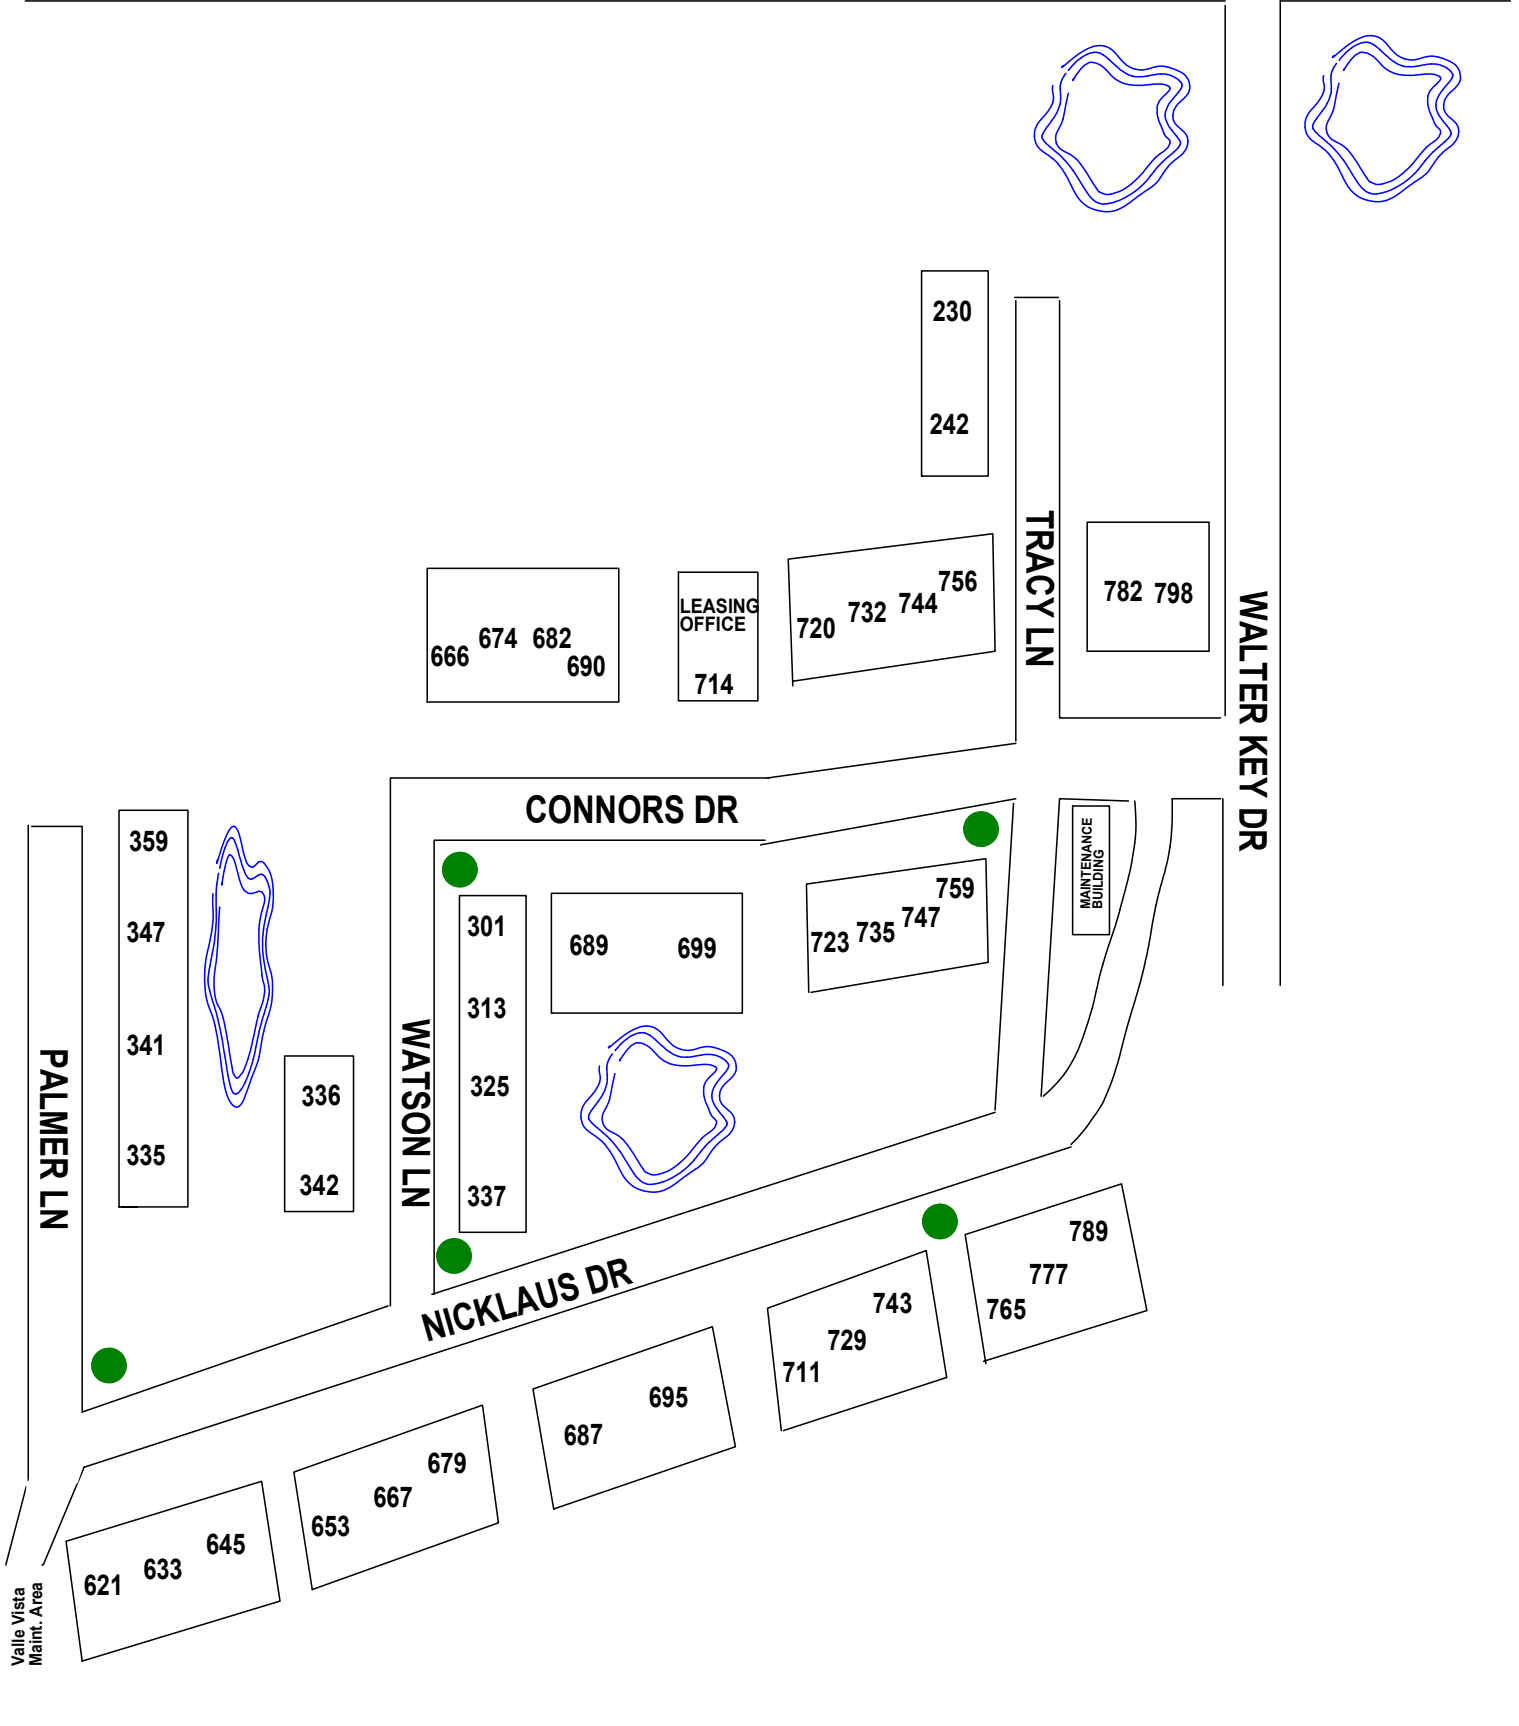 230
242
TRACY LN
782 798
WALTER KEY DR
666 674 682 690
LEASING
OFFICE
714
720 732 744 756
CONNORS DR
MAINTENANCE
BUILDING
359
347
341
335
PALMER LN
336
342
WATSON LN
301
313
325
337
689 699
723 735 747 759
NICKLAUS DR
621 633 645
653 667 679
687 695
711 729 743
765 777 789
Valle Vista
Maint. Area